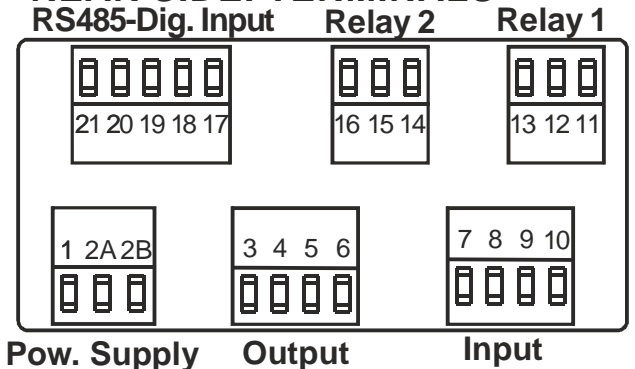 RS485-Dig. Input Relay 2 Relay 1
21 20 19 18 17 16 15 14 13 12 11
1 2A 2B 3 4 5 6 7 8 9 10
Pow. Supply Output Input